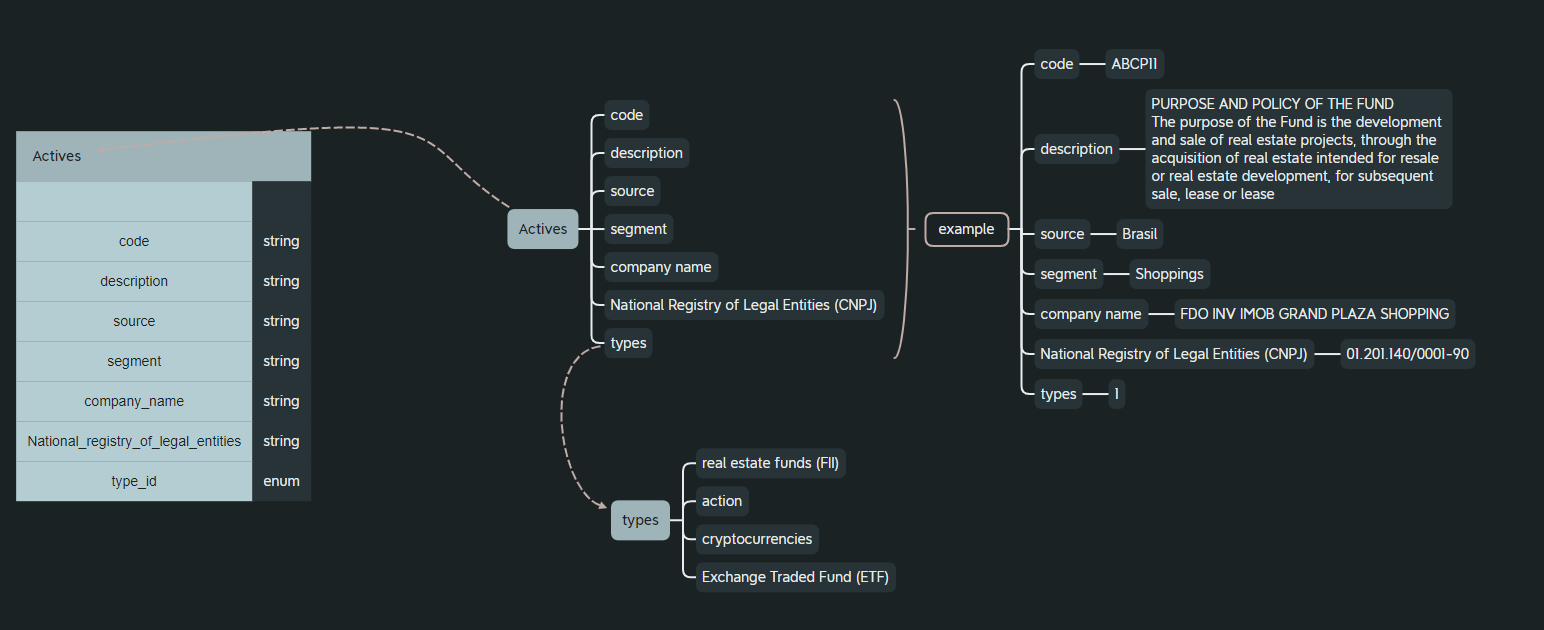 Actives
code string
description string
source string
segment string
company_name string
National_registry_of_legal_entities string
type_id enum
Actives
code
description
source
segment
company name
National Registry of Legal Entities (CNPJ)
types
types
real estate funds (FII)
action
cryptocurrencies
Exchange Traded Fund (ETF)
example
code ABCP11
description
PURPOSE AND POLICY OF THE FUND
The purpose of the Fund is the development
and sale of real estate projects, through the
acquisition of real estate intended for resale
or real estate development, for subsequent
sale, lease or lease
source Brasil
segment Shoppings
company name FDO INV IMOB GRAND PLAZA SHOPPING
National Registry of Legal Entities (CNPJ) 01.201.140/0001-90
types 1